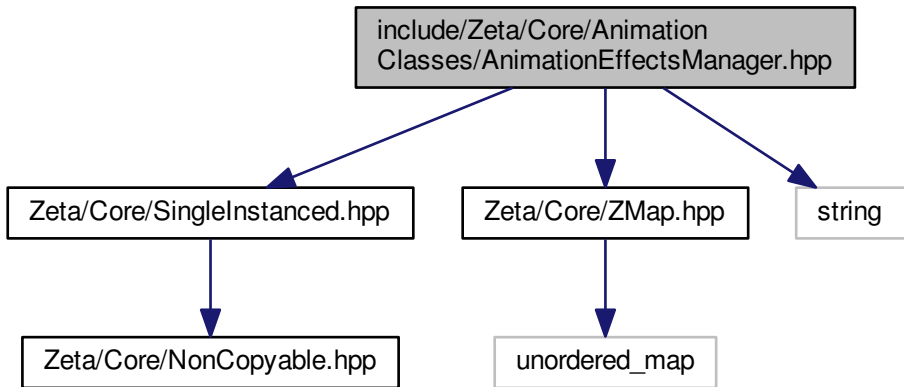 include/Zeta/Core/Animation
Classes/AnimationEffectsManager.hpp
Zeta/Core/SingleInstanced.hpp
Zeta/Core/ZMap.hpp
string
Zeta/Core/NonCopyable.hpp
unordered_map